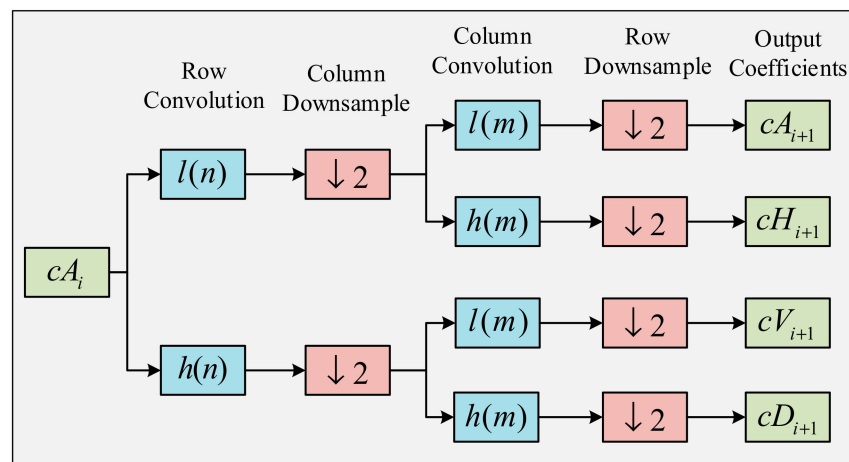 Row
Convolution
Column
Downsample
Column
Convolution
Row
Downsample
Output
Coefficients
l(m)
↓2
cA_{i+1}
l(n)
↓2
h(m)
↓2
cH_{i+1}
cA_i
l(m)
↓2
cV_{i+1}
h(n)
↓2
h(m)
↓2
cD_{i+1}